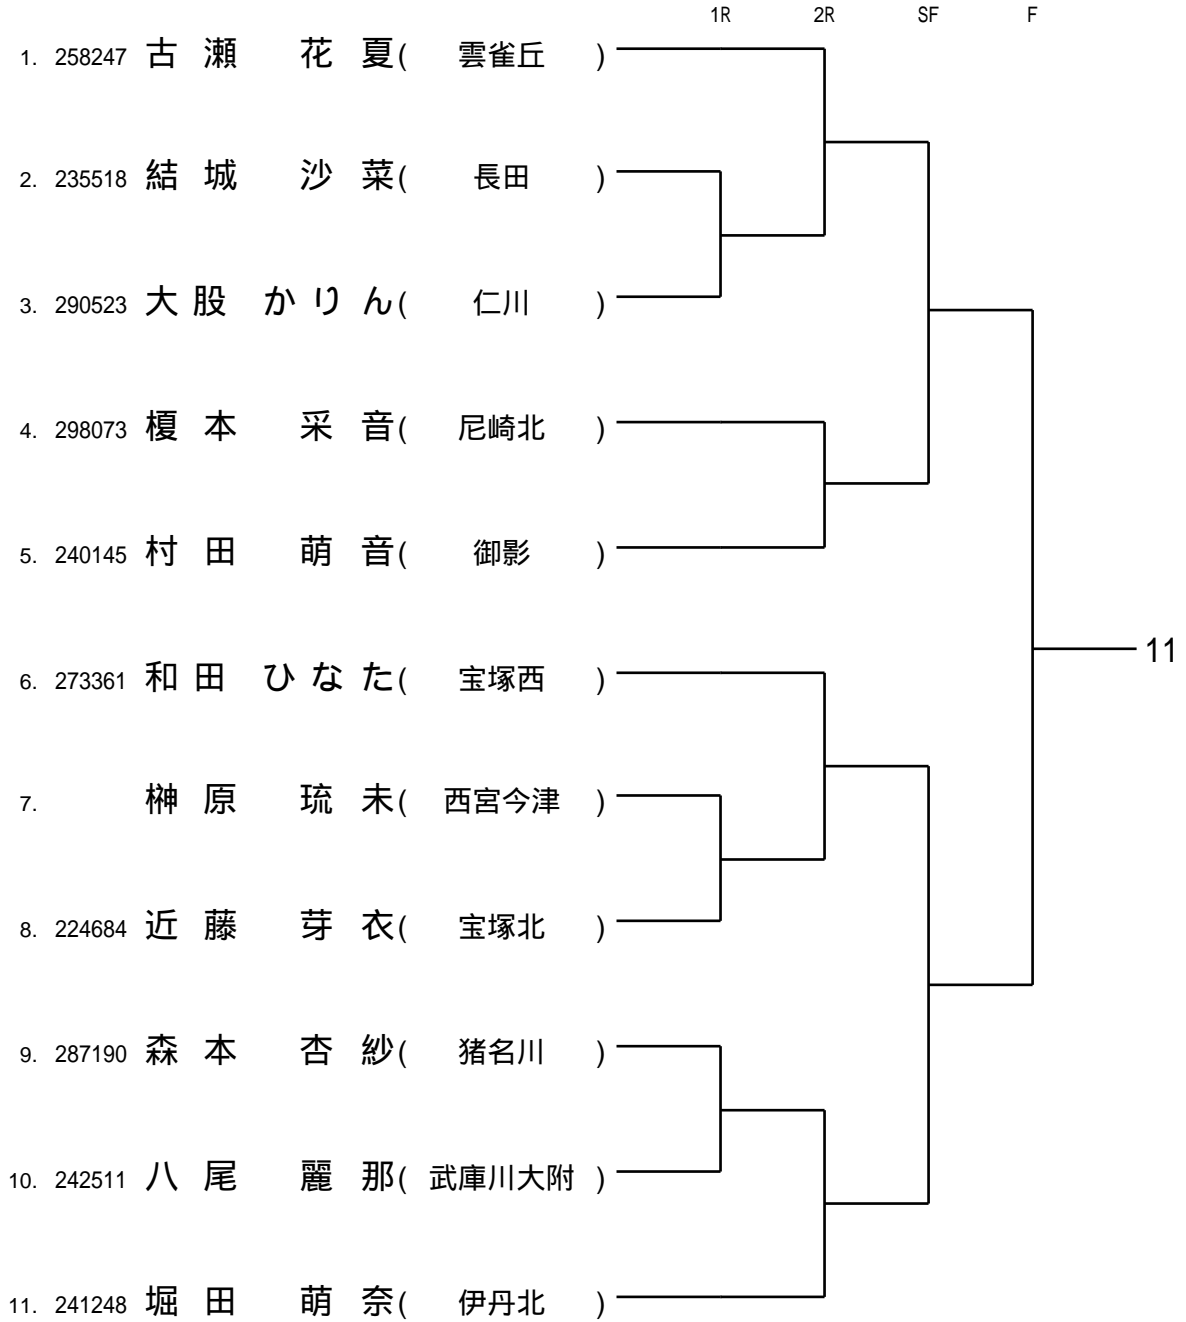 1R 2R SF F
1. 258247 古瀬 花夏( 雲雀丘 )
2. 235518 結城 沙菜( 長田 )
3. 290523 大股 かりん( 仁川 )
4. 298073 榎本 采音( 尼崎北 )
5. 240145 村田 萌音( 御影 )
11
6. 273361 和田 ひなた( 宝塚西 )
7. 榊原 琉未( 西宮今津 )
8. 224684 近藤 芽衣( 宝塚北 )
9. 287190 森本 杏紗( 猪名川 )
10. 242511 八尾 麗那( 武庫川大附 )
11. 241248 堀田 萌奈( 伊丹北 )